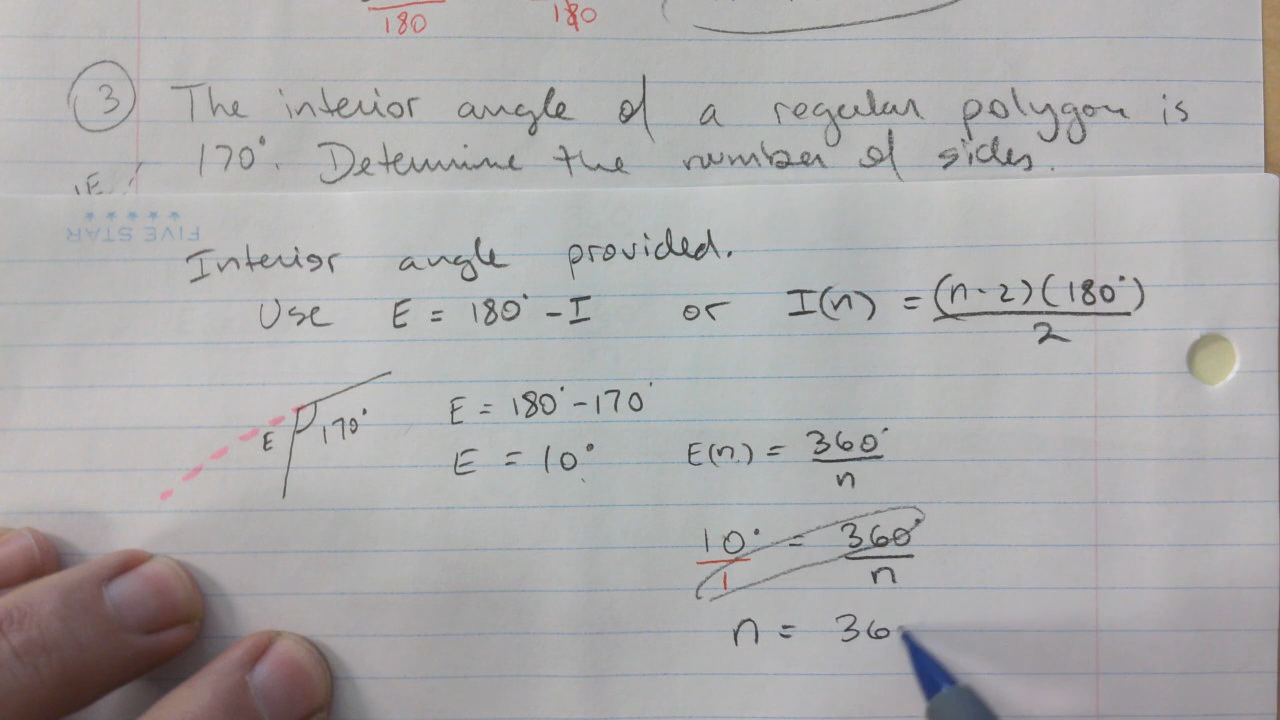 180 180
3 The interior angle of a regular polygon is
170°. Determine the number of sides.
FIVE STAR
Interior angle provided.
Use E = 180° - I or I(n) = (n-2)(180°)
2
E 170° E = 180° - 170°
E = 10° E(n) = 360°
n
10° = 360°
1 n
n = 36